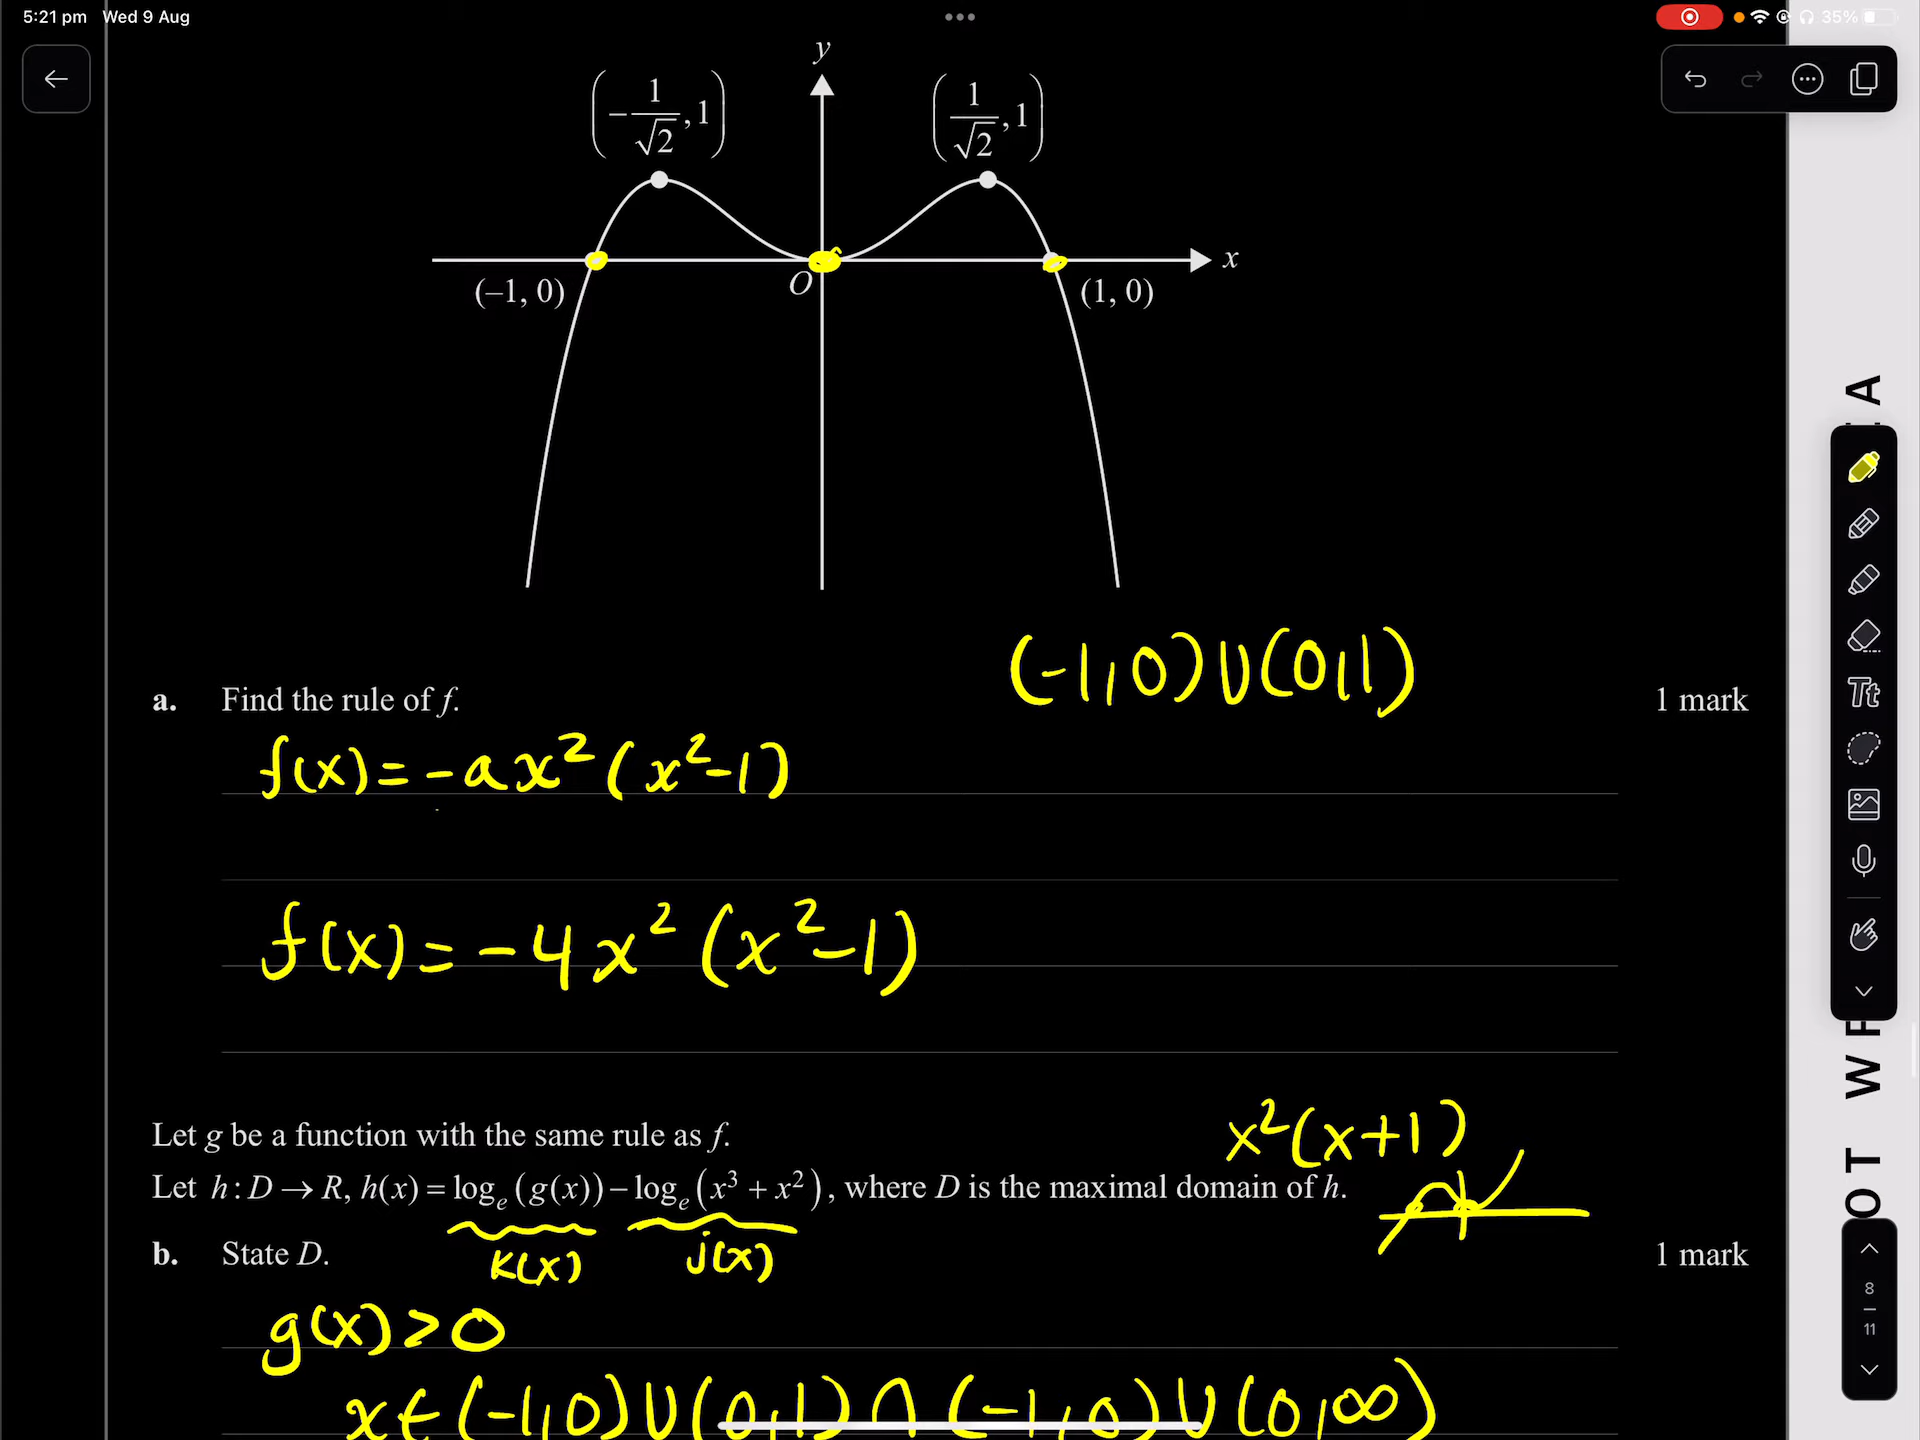 5:21 pm Wed 9 Aug
35%
y
(-1/√2, 1)
(1/√2, 1)
x
(–1, 0)
O
(1, 0)
(-1,0)∪(0,1)
a. Find the rule of f. 1 mark
f(x)=-ax²(x²-1)
f(x)=-4x²(x²-1)
x²(x+1)
Let g be a function with the same rule as f.
Let h : D → R, h(x) = logₑ(g(x)) – logₑ(x³ + x²), where D is the maximal domain of h.
k(x) j(x)
b. State D. 1 mark
g(x)>0
x∈(-1,0)∪(0,1)∩(-1,0)∪(0,∞)
A
OT W
Tt
8
11